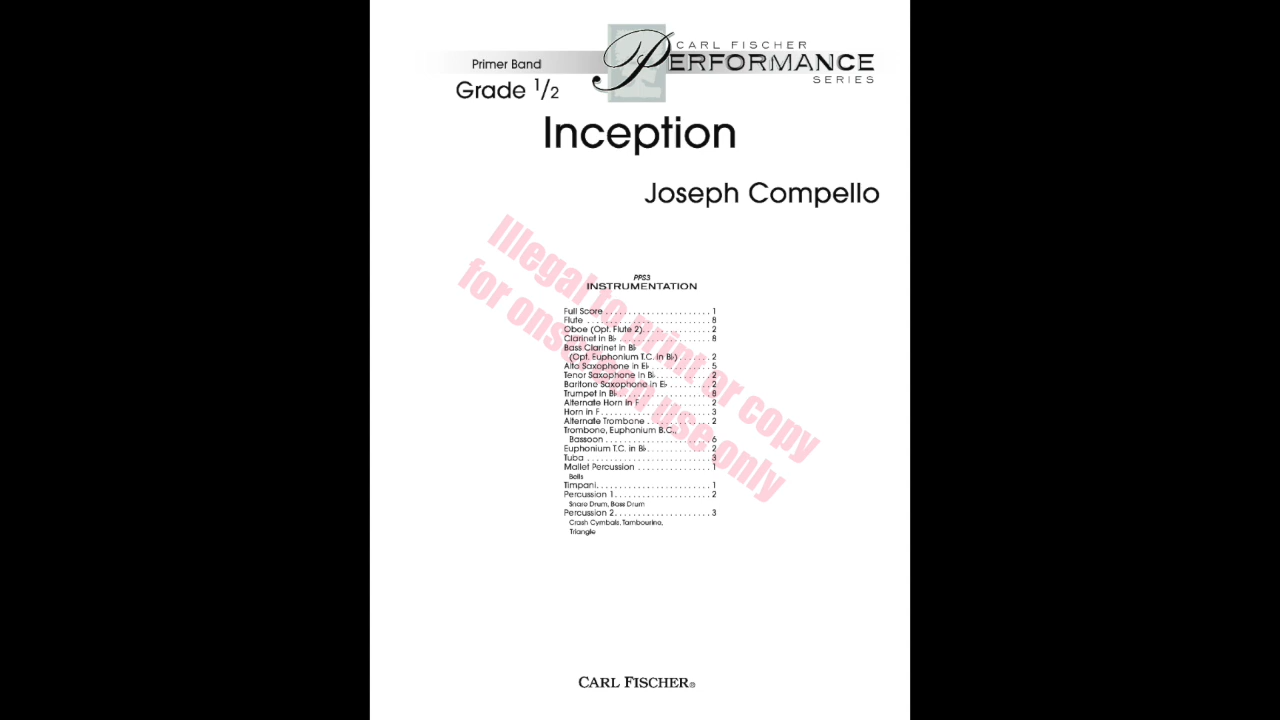 CARL FISCHER
PERFORMANCE
SERIES
Primer Band
Grade 1/2
Inception
Joseph Compello
Illegal to print or copy
for onscreen use only
PPS3
INSTRUMENTATION
Full Score . . . . . . . . . . . . . . . . . . . . . . . 1
Flute . . . . . . . . . . . . . . . . . . . . . . . . . . . 8
Oboe (Opt. Flute 2) . . . . . . . . . . . . . . . 2
Clarinet in B♭ . . . . . . . . . . . . . . . . . . . . 8
Bass Clarinet in B♭
(Opt. Euphonium T.C. in B♭) . . . . . . . 2
Alto Saxophone in E♭ . . . . . . . . . . . . . 5
Tenor Saxophone in B♭ . . . . . . . . . . . . 2
Baritone Saxophone in E♭ . . . . . . . . . 2
Trumpet in B♭ . . . . . . . . . . . . . . . . . . . . 8
Alternate Horn in F . . . . . . . . . . . . . . . 2
Horn in F . . . . . . . . . . . . . . . . . . . . . . . . 3
Alternate Trombone . . . . . . . . . . . . . . 2
Trombone, Euphonium B.C.,
Bassoon . . . . . . . . . . . . . . . . . . . . . . . 6
Euphonium T.C. in B♭ . . . . . . . . . . . . . . 2
Tuba . . . . . . . . . . . . . . . . . . . . . . . . . . . 3
Mallet Percussion . . . . . . . . . . . . . . . . 1
Bells
Timpani . . . . . . . . . . . . . . . . . . . . . . . . . 1
Percussion 1 . . . . . . . . . . . . . . . . . . . . . 2
Snare Drum, Bass Drum
Percussion 2 . . . . . . . . . . . . . . . . . . . . . 3
Crash Cymbals, Tambourine,
Triangle
CARL FISCHER®